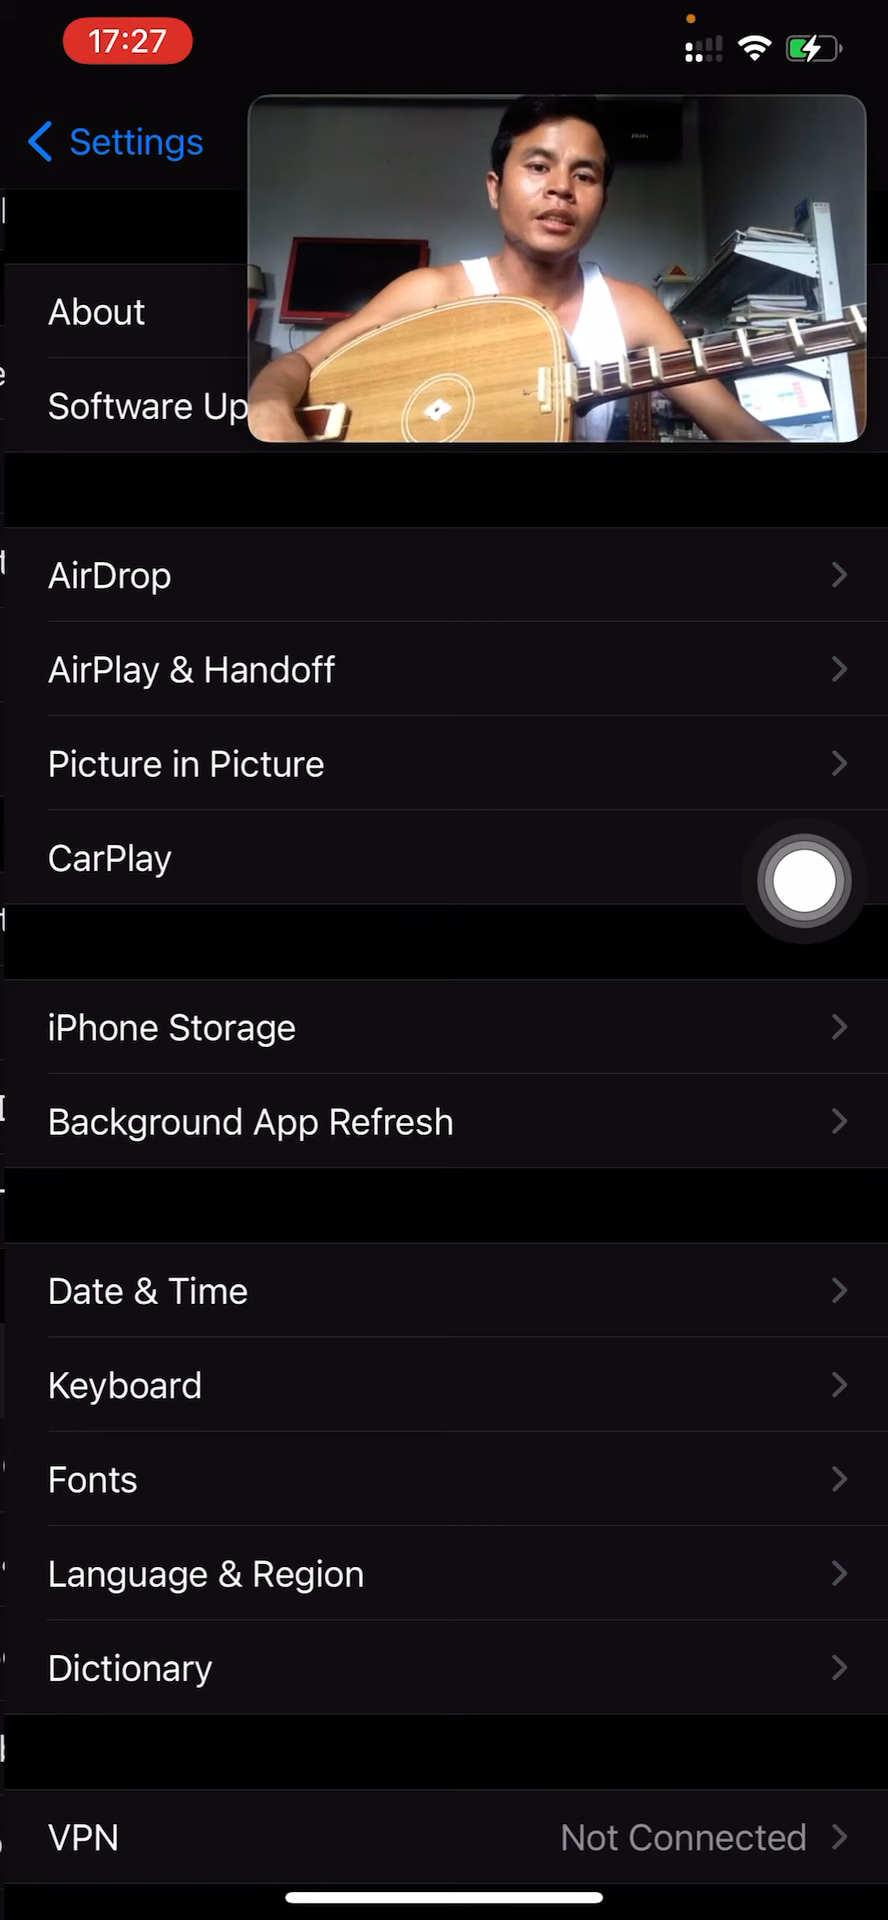 17:27
Settings
About
Software Up
AirDrop
AirPlay & Handoff
Picture in Picture
CarPlay
iPhone Storage
Background App Refresh
Date & Time
Keyboard
Fonts
Language & Region
Dictionary
VPN
Not Connected